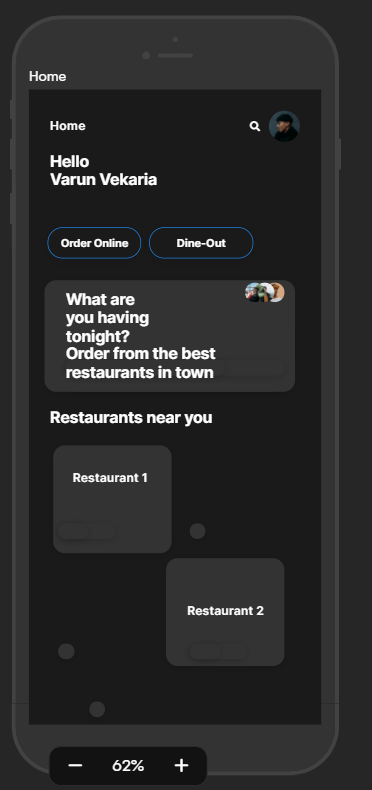 Home
Home
Hello
Varun Vekaria
Order Online
Dine-Out
What are
you having
tonight?
Order from the best
restaurants in town
Restaurants near you
Restaurant 1
Restaurant 2
62%